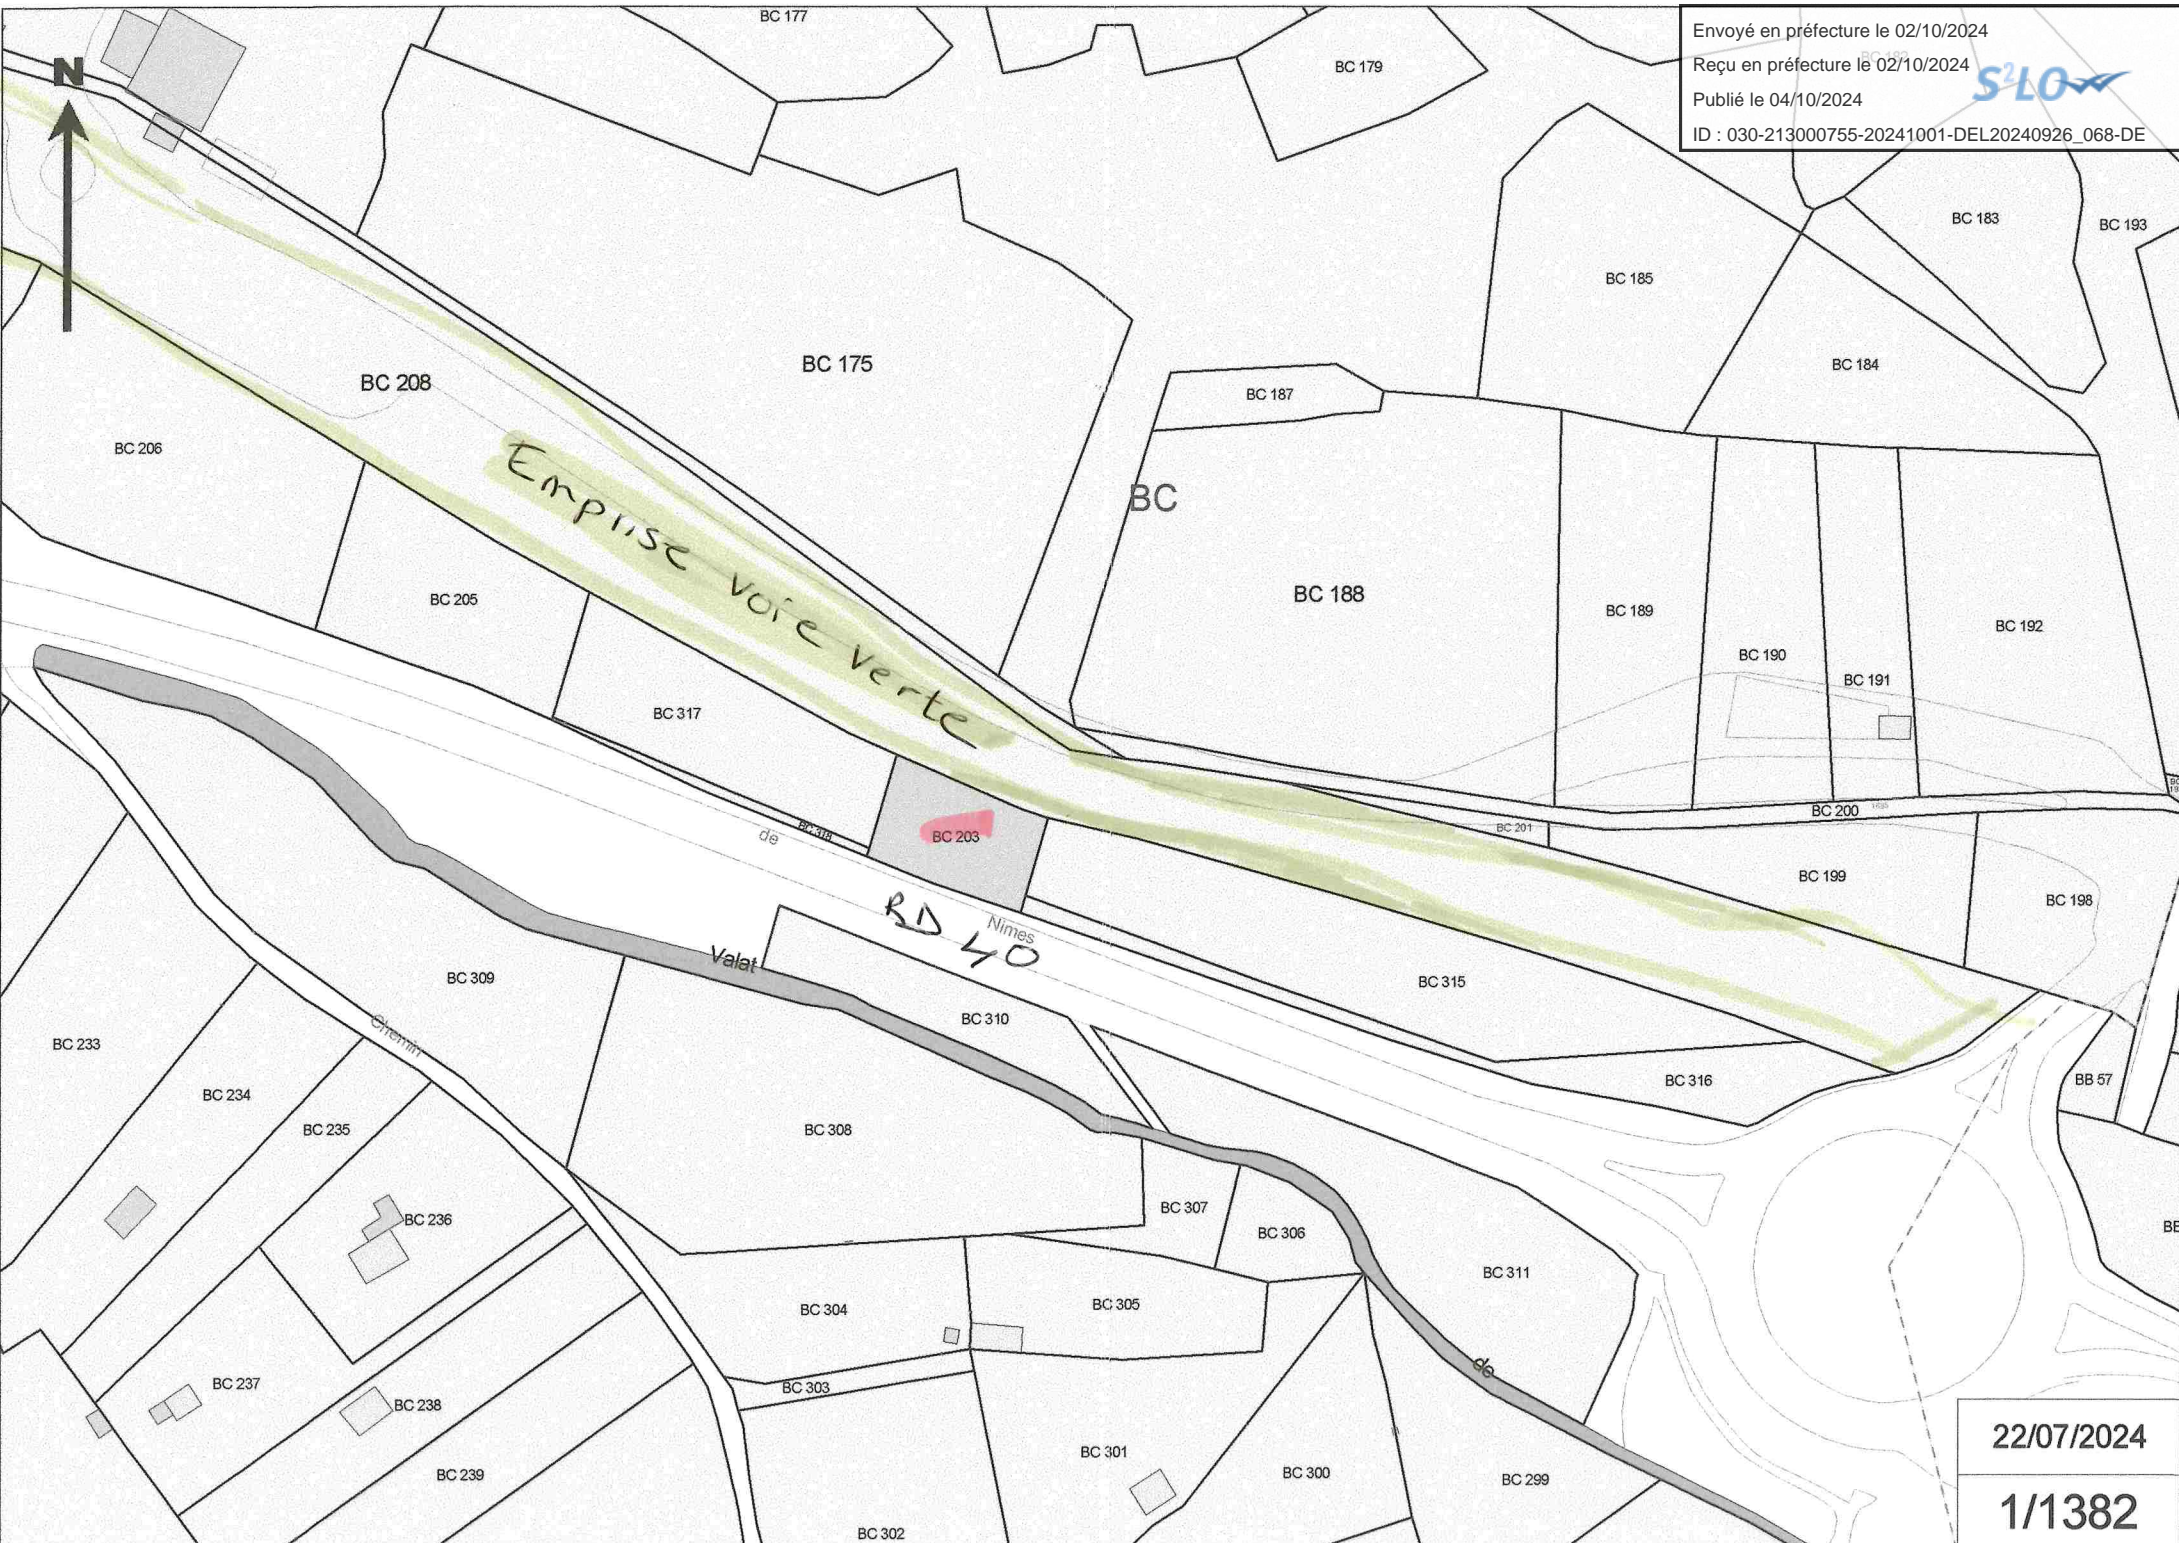 BC 177
BC 179
Envoyé en préfecture le 02/10/2024
BC 182
Reçu en préfecture le 02/10/2024
S²LOW
Publié le 04/10/2024
ID : 030-213000755-20241001-DEL20240926_068-DE
N
BC 183
BC 193
BC 185
BC 175
BC 184
BC 208
BC 187
BC 206
Emprise voie verte
BC
BC 205
BC 188
BC 189
BC 192
BC 190
BC 191
BC 317
BC 318
de
BC 203
BC 201
BC 200
BC 199
BC 198
RD 40
Nimes
Valat
BC 309
BC 315
BC 310
Chemin
BC 233
BC 234
BC 235
BC 308
BC 316
BB 57
BC 236
BC 307
BC 306
BC 311
BC 304
BC 305
de
BC 237
BC 303
BC 238
BC 239
BC 301
BC 300
BC 299
BC 302
22/07/2024
1/1382